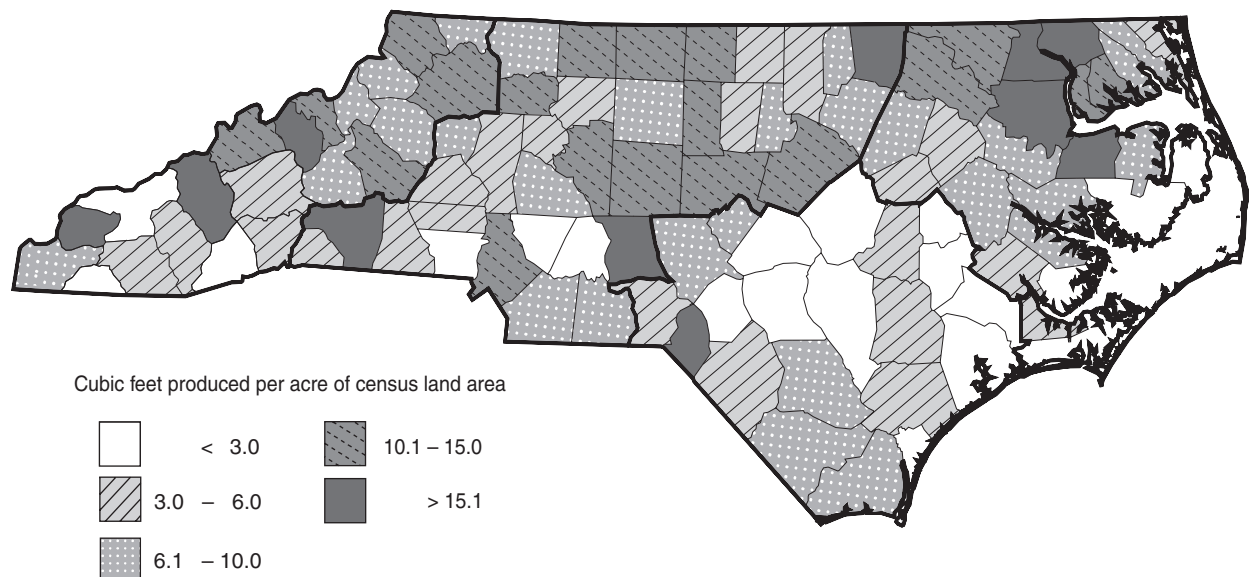 Cubic feet produced per acre of census land area
< 3.0
10.1 – 15.0
3.0 – 6.0
> 15.1
6.1 – 10.0